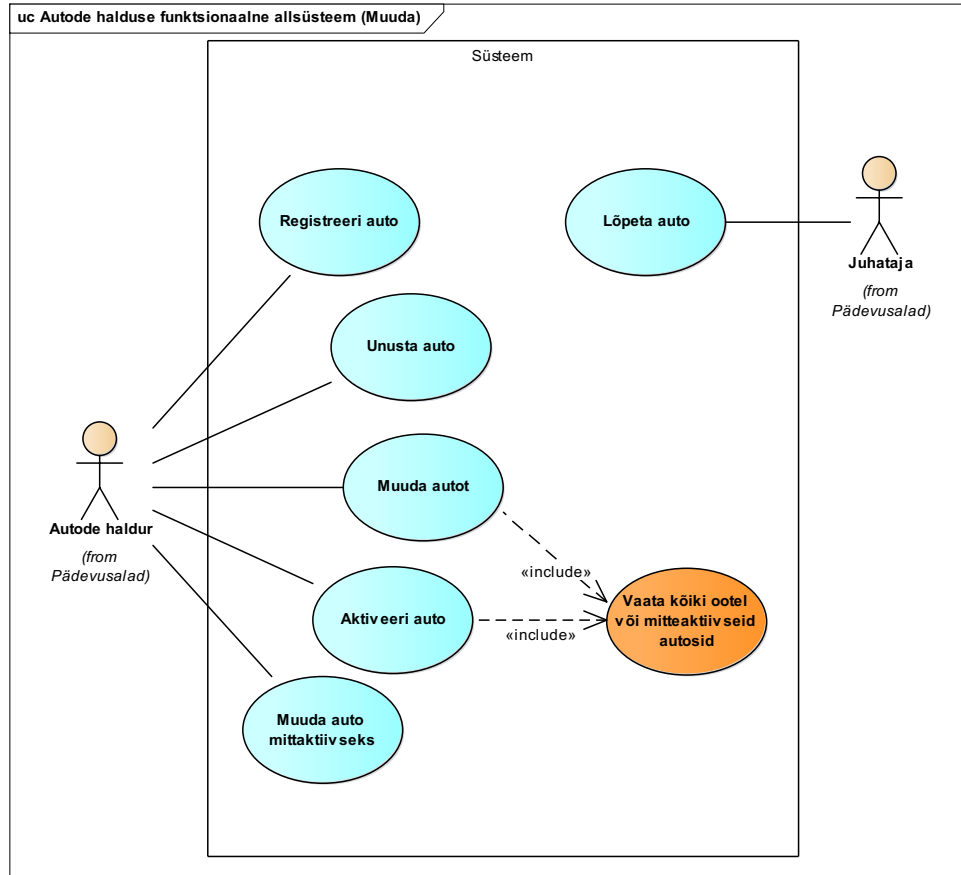 uc Autode halduse funktsionaalne allsüsteem (Muuda)
Süsteem
Registreeri auto
Lõpeta auto
Juhataja
(from
Pädevusalad)
Unusta auto
Autode haldur
(from
Pädevusalad)
Muuda autot
«include»
Aktiveeri auto
«include»
Vaata kõiki ootel
või mitteaktiivseid
autosid
Muuda auto
mittaktiivseks